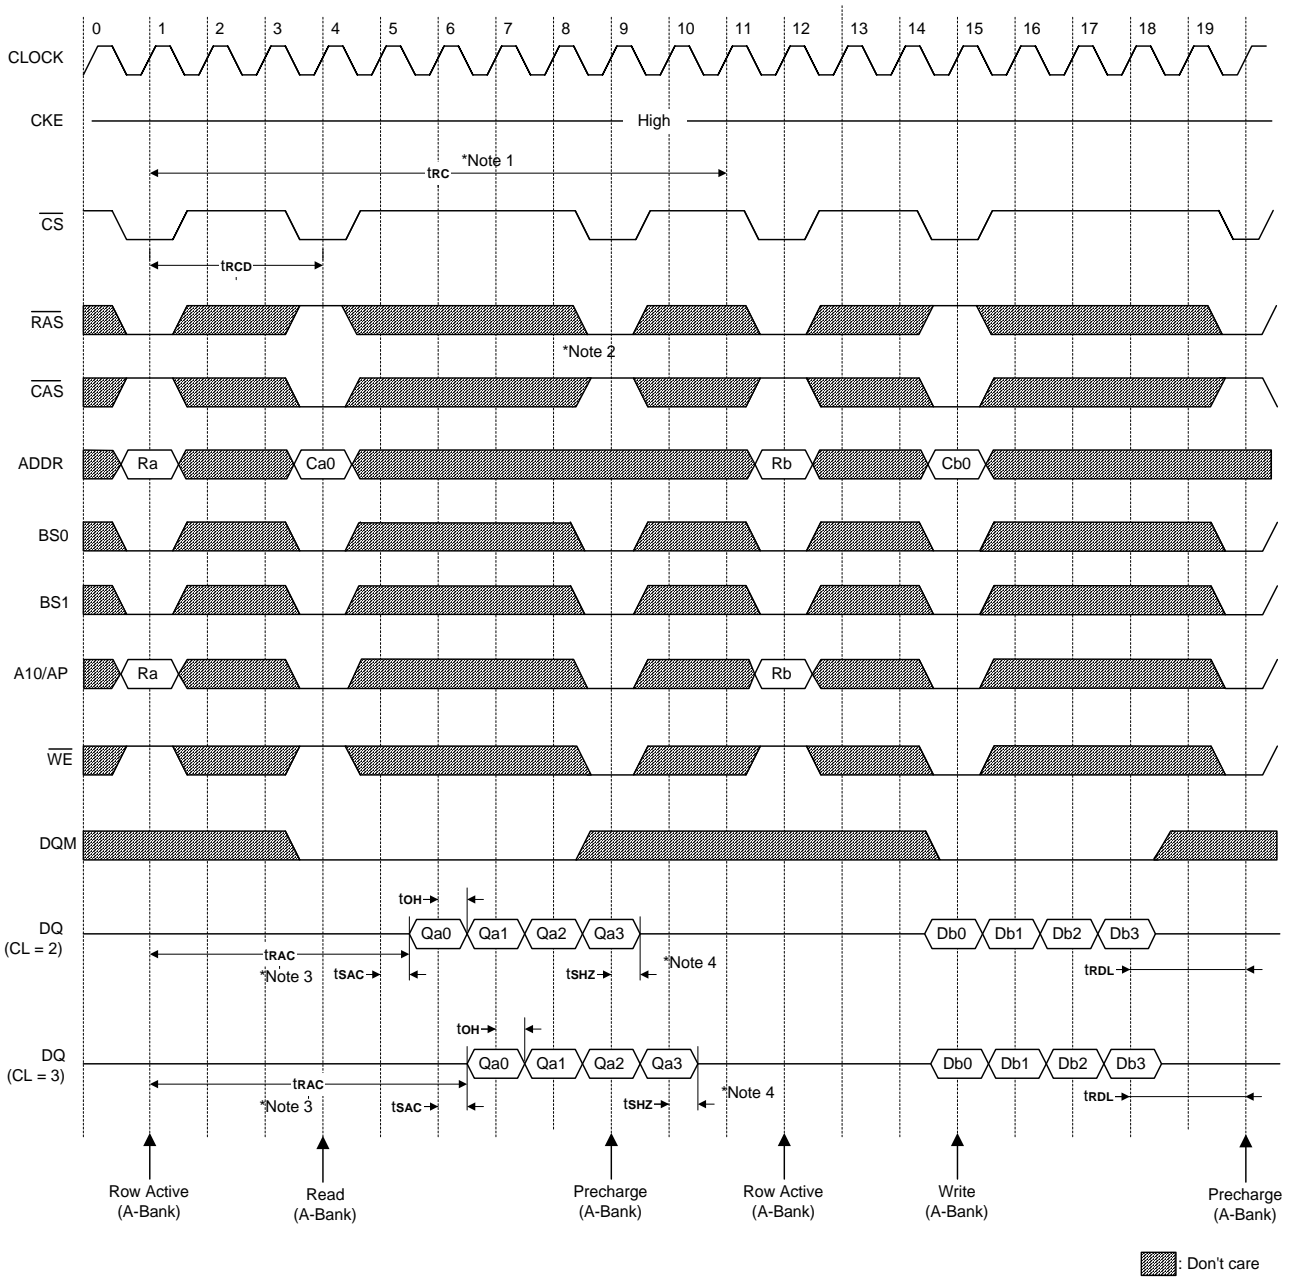 0 1 2 3 4 5 6 7 8 9 10 11 12 13 14 15 16 17 18 19
CLOCK
CKE
High
*Note 1
tRC
CS
tRCD
RAS
*Note 2
CAS
ADDR
Ra Ca0 Rb Cb0
BS0
BS1
A10/AP
Ra Rb
WE
DQM
tOH
DQ
(CL = 2)
Qa0 Qa1 Qa2 Qa3 Db0 Db1 Db2 Db3
tRAC
*Note 3
tSAC
tSHZ
*Note 4
tRDL
tOH
DQ
(CL = 3)
Qa0 Qa1 Qa2 Qa3 Db0 Db1 Db2 Db3
tRAC
*Note 3
tSAC
tSHZ
*Note 4
tRDL
Row Active
(A-Bank)
Read
(A-Bank)
Precharge
(A-Bank)
Row Active
(A-Bank)
Write
(A-Bank)
Precharge
(A-Bank)
: Don't care